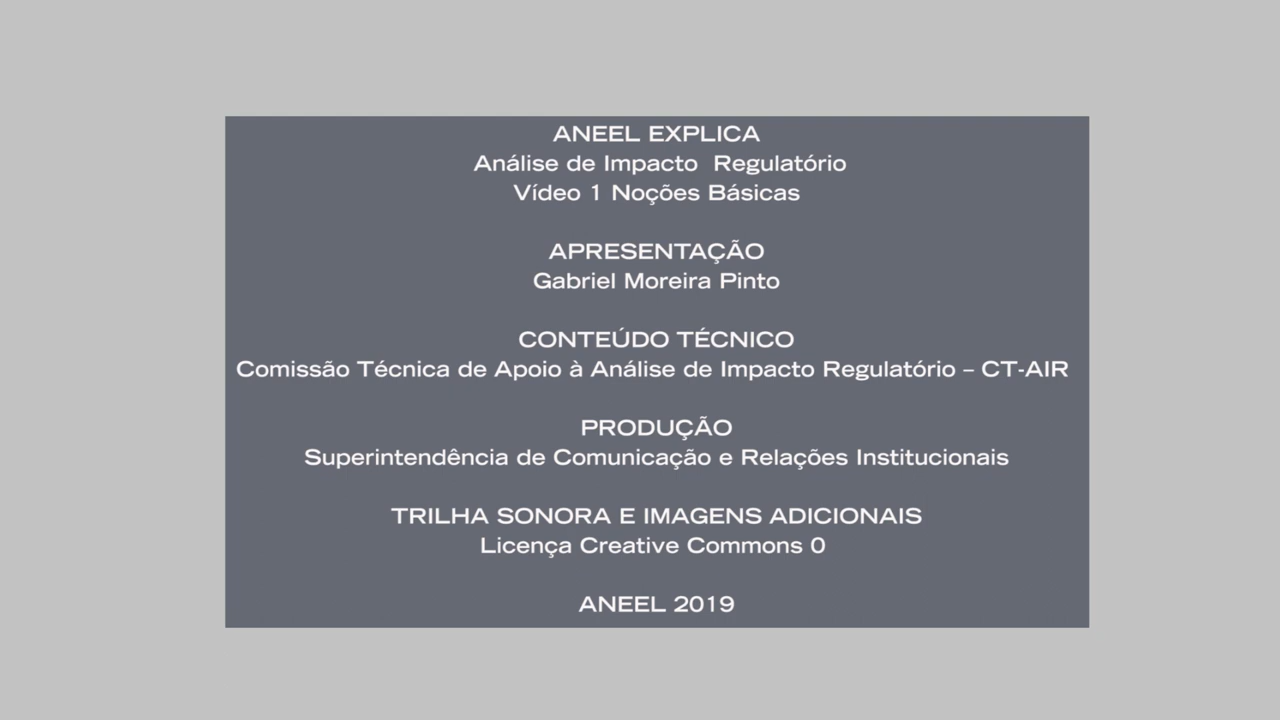 ANEEL EXPLICA
Análise de Impacto Regulatório
Vídeo 1 Noções Básicas
APRESENTAÇÃO
Gabriel Moreira Pinto
CONTEÚDO TÉCNICO
Comissão Técnica de Apoio à Análise de Impacto Regulatório – CT-AIR
PRODUÇÃO
Superintendência de Comunicação e Relações Institucionais
TRILHA SONORA E IMAGENS ADICIONAIS
Licença Creative Commons 0
ANEEL 2019